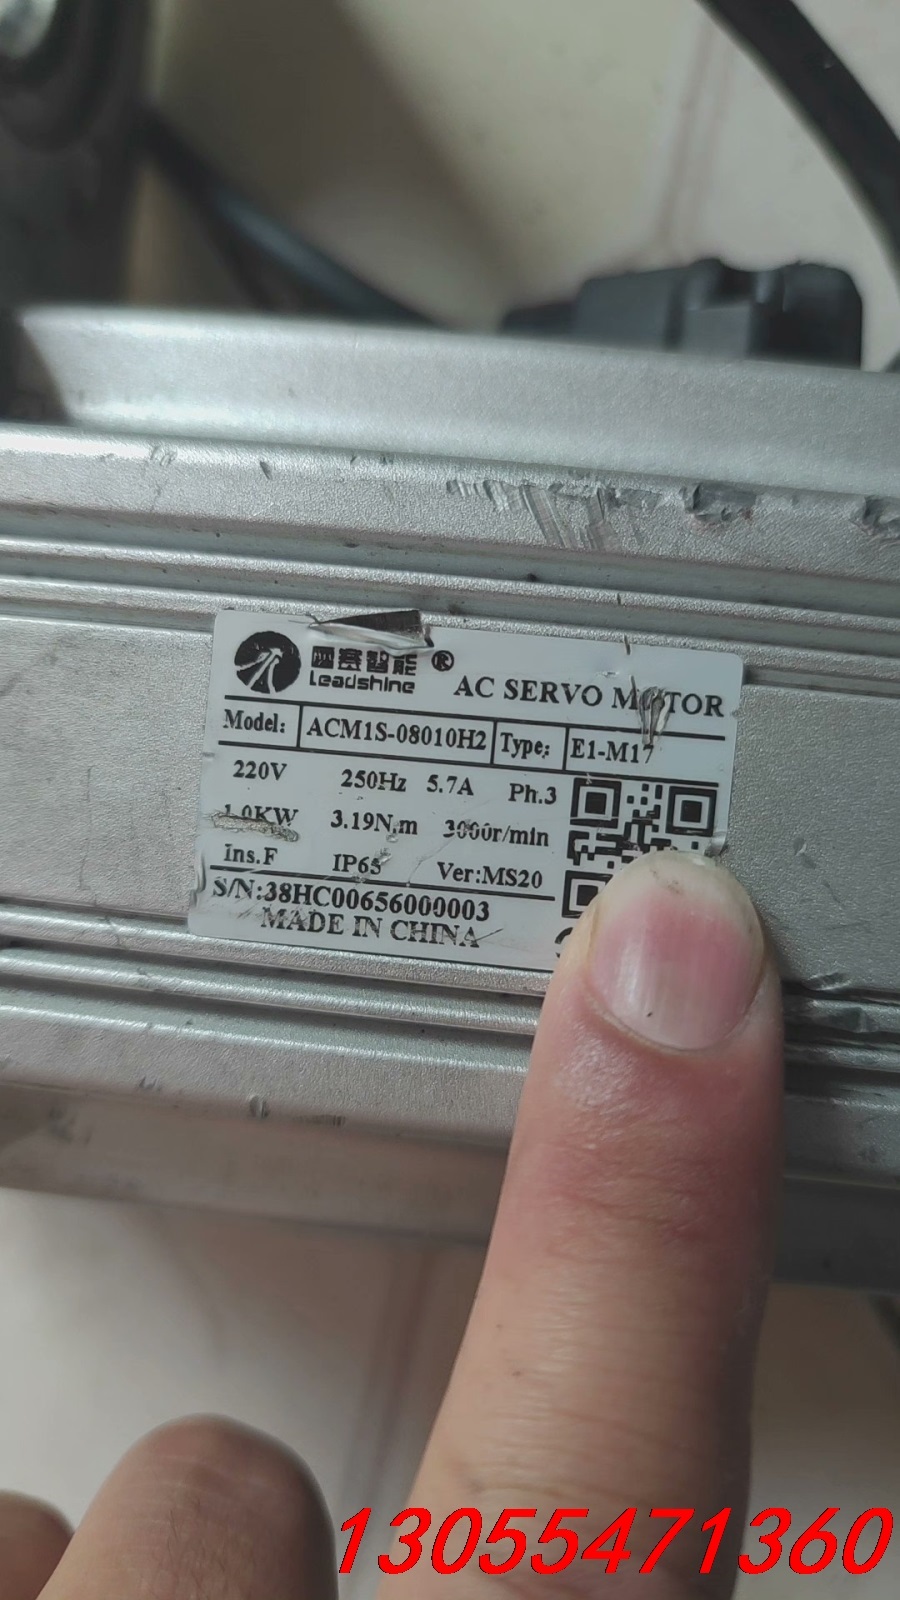 雷赛智能 ®
Leadshine
AC SERVO MOTOR
Model: ACM1S-08010H2 Type: E1-M17
220V 250Hz 5.7A Ph.3
1.0KW 3.19N.m 3000r/min
Ins.F IP65 Ver:MS20
S/N:38HC00656000003
MADE IN CHINA
13055471360